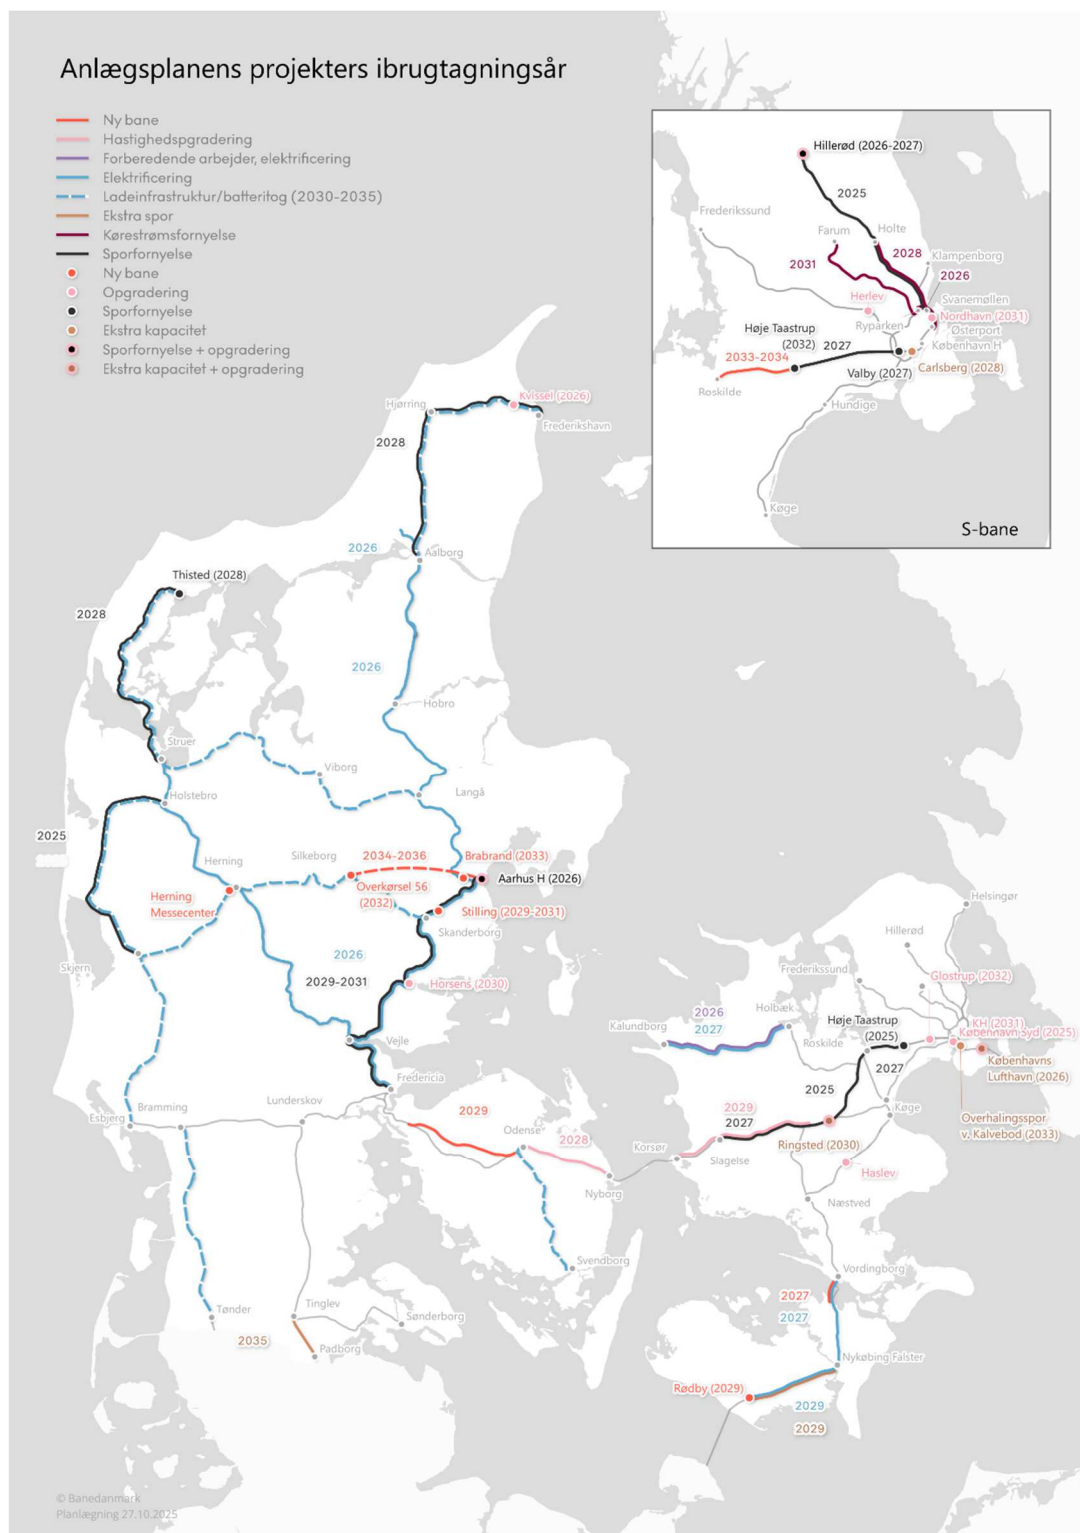 Anlægsplanens projekters ibrugtagningsår
Ny bane
Hastighedspgradering
Forberedende arbejder, elektrificering
Elektrificering
Ladeinfrastruktur/batteritog (2030-2035)
Ekstra spor
Kørestrømsfornyelse
Sporfornyelse
Ny bane
Opgradering
Sporfornyelse
Ekstra kapacitet
Sporfornyelse + opgradering
Ekstra kapacitet + opgradering
Hillerød (2026-2027)
2025
Frederikssund
Farum
Holte
2028
Klampenborg
2031
2026
Herlev
Svanemøllen
Nordhavn (2031)
Ryparken
Østerport
Høje Taastrup
(2032)
2027
København H
2033-2034
Valby (2027)
Carlsberg (2028)
Roskilde
Hundige
Køge
S-bane
Hjørring
Kvissel (2026)
Frederikshavn
2028
2026
Aalborg
Thisted (2028)
2028
2026
Hobro
Struer
Viborg
Langå
Holstebro
2025
Herning
Silkeborg
2034-2036
Brabrand (2033)
Aarhus H (2026)
Overkørsel 56
(2032)
Herning
Messecenter
Stilling (2029-2031)
Skanderborg
Skjern
2026
2029-2031
Horsens (2030)
Vejle
Fredericia
Lunderskov
Bramming
Esbjerg
2029
Odense
2028
Nyborg
Svendborg
Tønder
2035
Tinglev
Sønderborg
Padborg
Helsingør
Hillerød
Frederikssund
Glostrup (2032)
2026
2027
Holbæk
Kalundborg
Høje Taastrup
(2025)
KH (2031)
København Syd (2025)
Roskilde
2027
Københavns
Lufthavn (2026)
2025
2029
2027
Køge
Overhalingsspor
v. Kalvebod (2033)
Ringsted (2030)
Korsør
Slagelse
Haslev
Næstved
Vordingborg
2027
2027
Nykøbing Falster
Rødby (2029)
2029
2029
© Banedanmark
Planlægning 27.10.2025